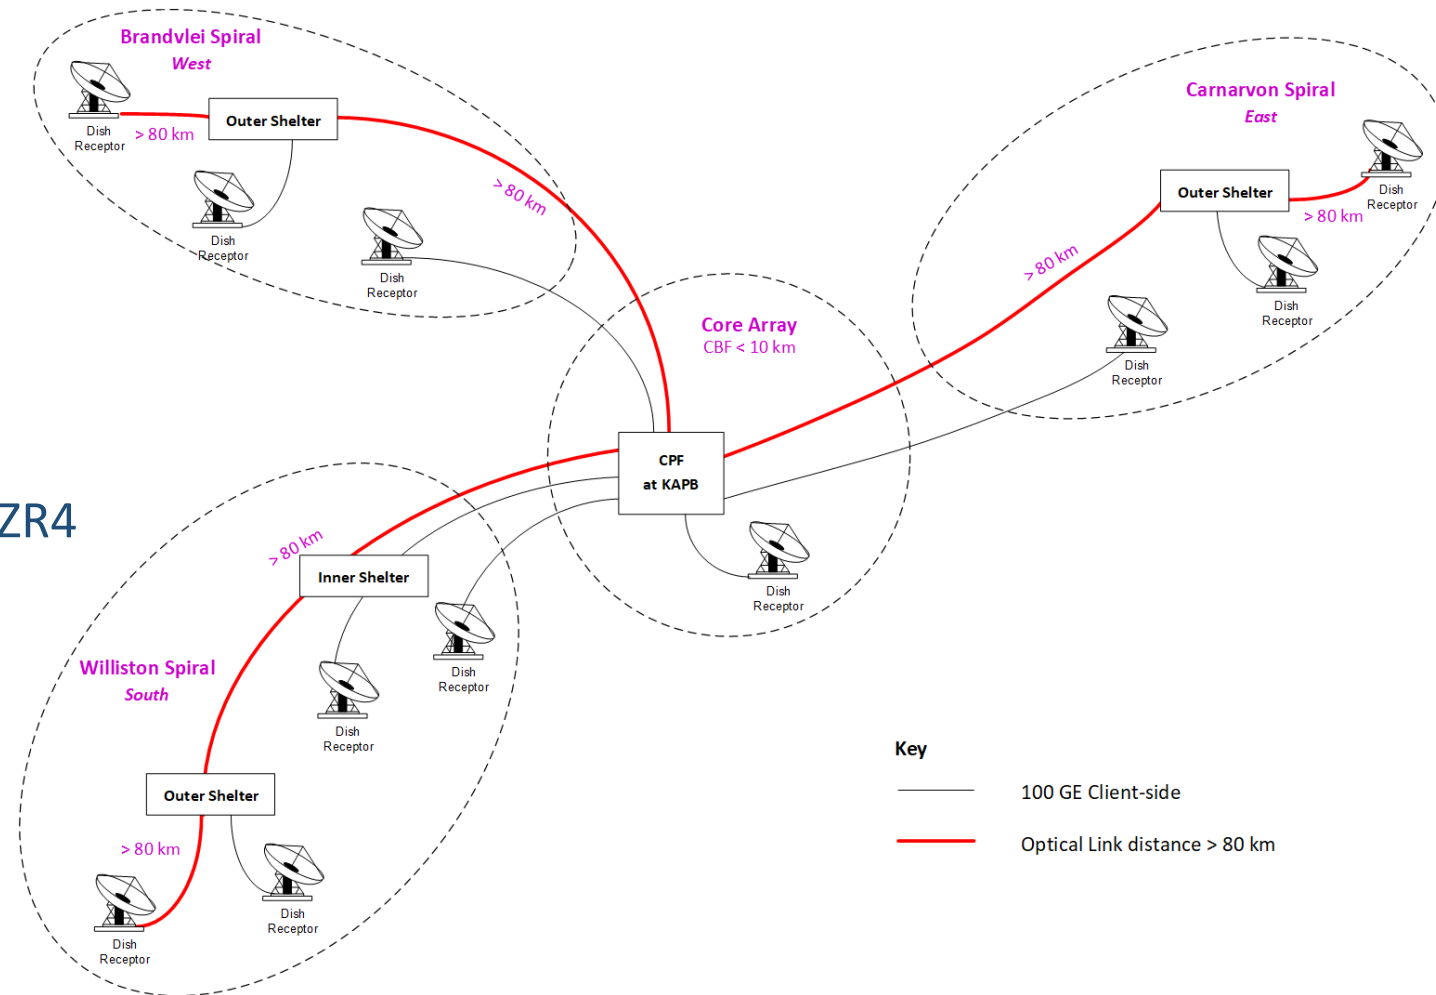 Brandvlei Spiral
West
Dish
Receptor
> 80 km
Outer Shelter
> 80 km
Dish
Receptor
Dish
Receptor
Carnarvon Spiral
East
Outer Shelter
Dish
Receptor
> 80 km
> 80 km
Dish
Receptor
Dish
Receptor
Core Array
CBF < 10 km
CPF
at KAPB
Dish
Receptor
ZR4
> 80 km
Inner Shelter
Dish
Receptor
Williston Spiral
South
Dish
Receptor
Outer Shelter
> 80 km
Dish
Receptor
Dish
Receptor
Key
100 GE Client-side
Optical Link distance > 80 km